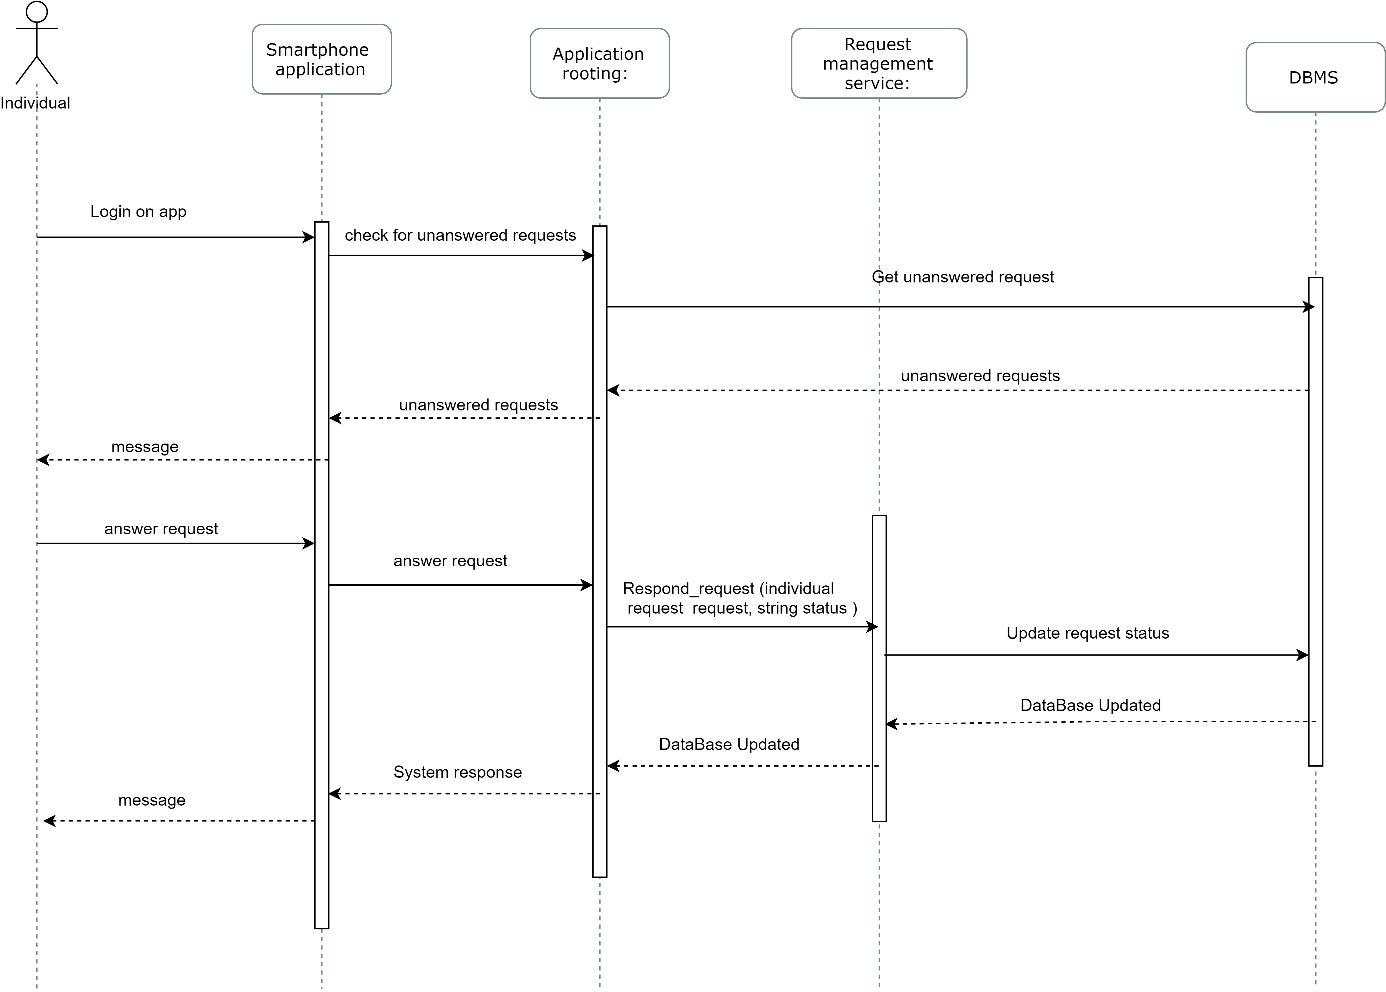 Individual
Smartphone
application
Application
rooting:
Request
management
service:
DBMS
Login on app
check for unanswered requests
Get unanswered request
unanswered requests
unanswered requests
message
answer request
answer request
Respond_request (individual
request  request, string status )
Update request status
DataBase Updated
DataBase Updated
System response
message